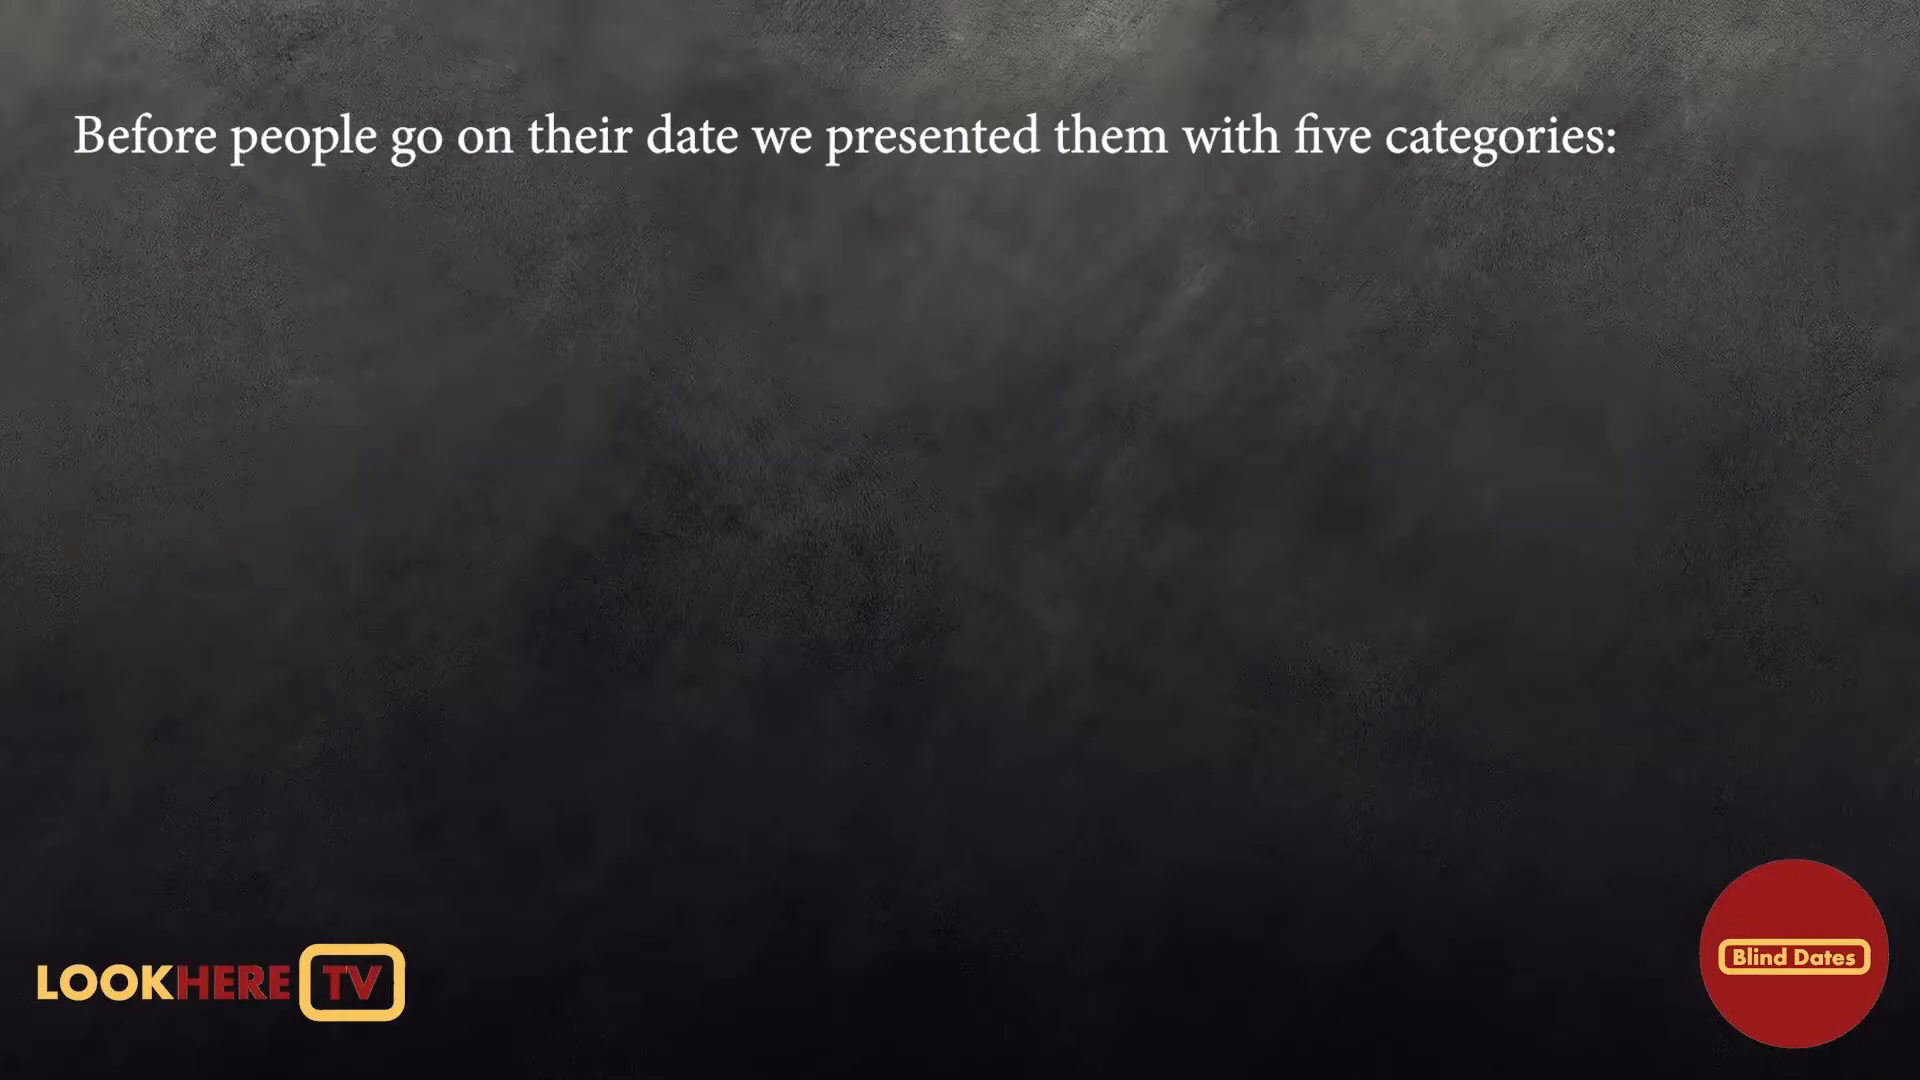 Before people go on their date we presented them with five categories:
LOOKHERE TV
Blind Dates